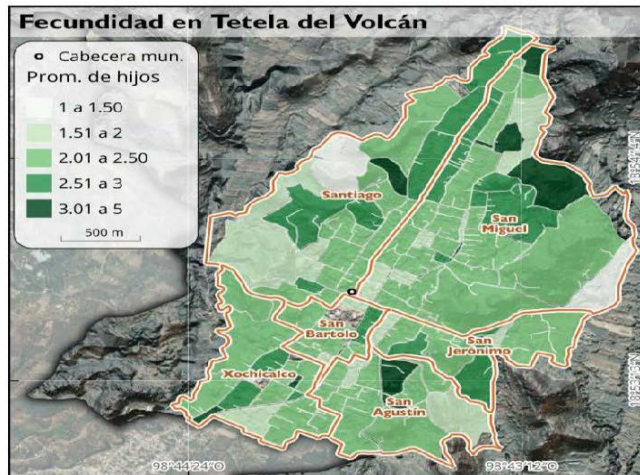 Fecundidad en Tetela del Volcán
Cabecera mun.
Prom. de hijos
1 a 1.50
1.51 a 2
2.01 a 2.50
2.51 a 3
3.01 a 5
500 m
Santiago
San
Miguel
San
Bartolo
San
Jerónimo
Xochicalco
San
Agustín
98°44'24"O
98°43'12"O